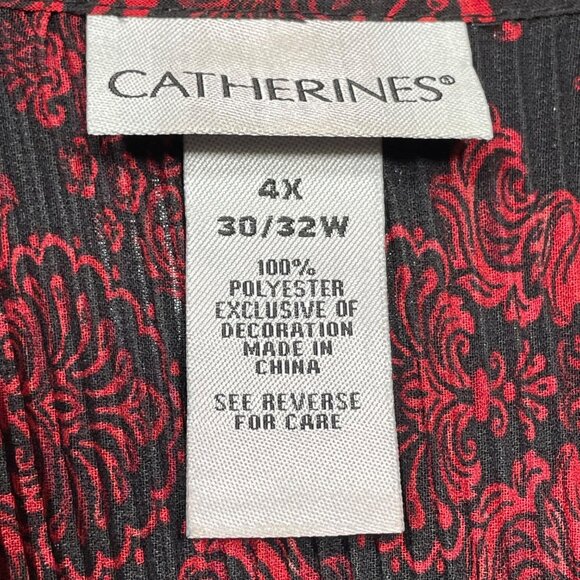 CATHERINES®
4X
30/32W
100%
POLYESTER
EXCLUSIVE OF
DECORATION
MADE IN
CHINA
SEE REVERSE
FOR CARE